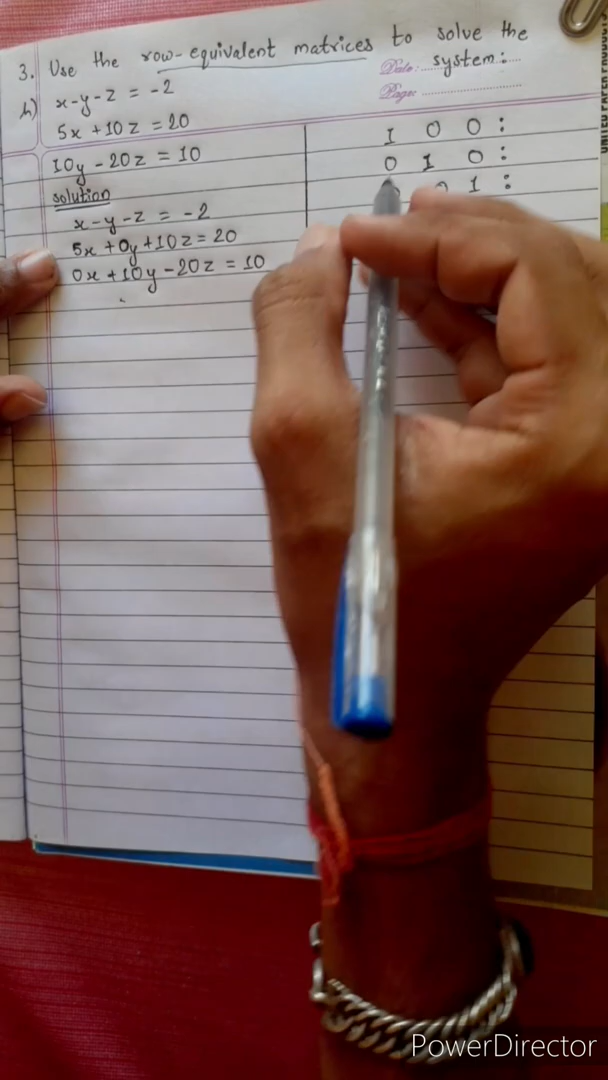 3. Use the row-equivalent matrices to solve the
system:
Date:
Page:
h) x-y-z = -2
5x +10z =20
10y -20z = 10
solution
x-y-z = -2
5x + 0y +10z= 20
0x +10y -20z = 10
1 0 0 :
0 1 0 :
0 1 :
PowerDirector